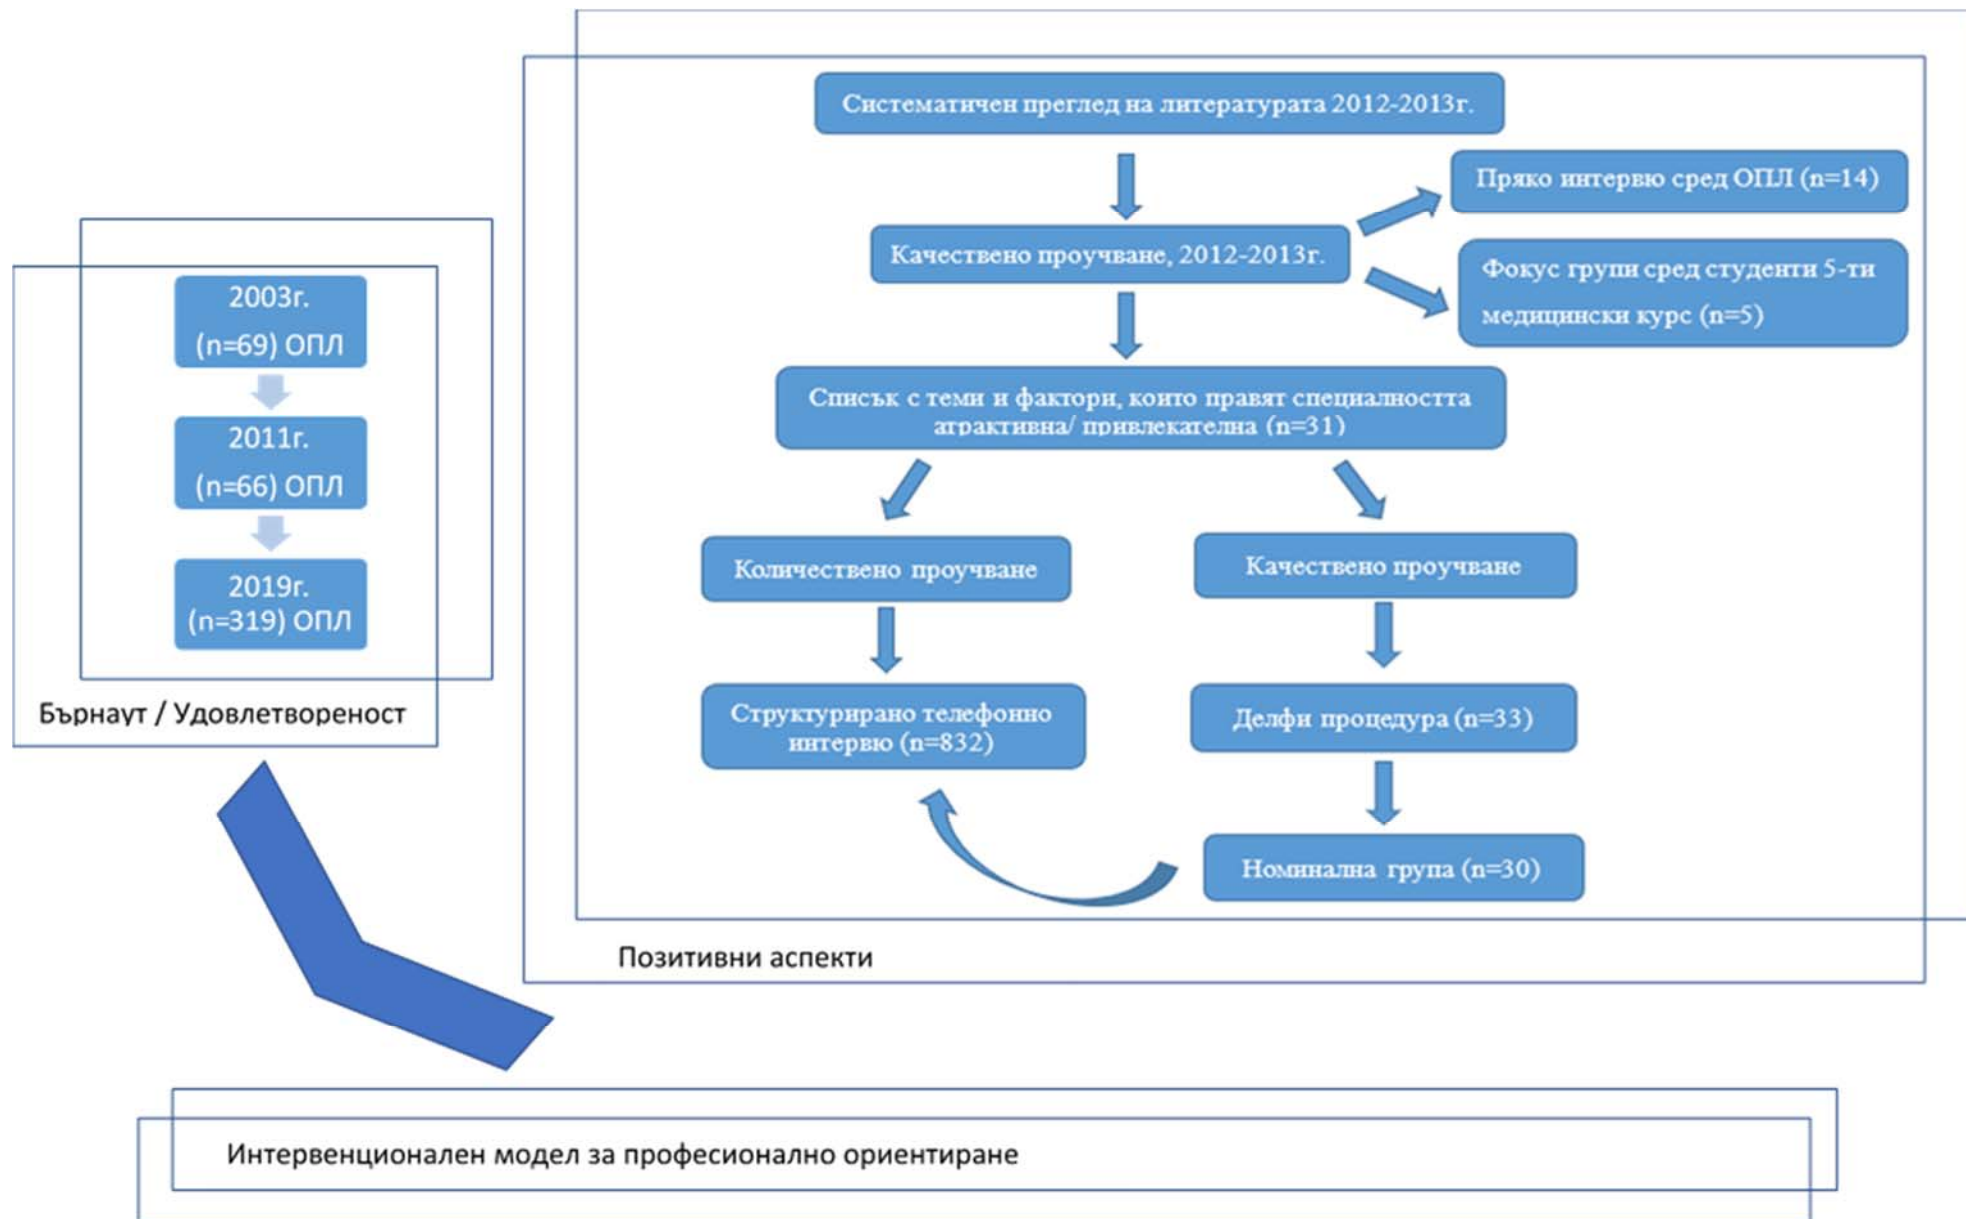 Систематичен преглед на литературата 2012-2013г.
Пряко интервю сред ОПЛ (n=14)
Качествено проучване, 2012-2013г.
Фокус групи сред студенти 5-ти
медицински курс (n=5)
Списък с теми и фактори, които правят специалността
атрактивна/ привлекателна (n=31)
Количествено проучване
Качествено проучване
Структурирано телефонно
интервю (n=832)
Делфи процедура (n=33)
Номинална група (n=30)
Позитивни аспекти
2003г.
(n=69) ОПЛ
2011г.
(n=66) ОПЛ
2019г.
(n=319) ОПЛ
Бърнаут / Удовлетвореност
Интервенционален модел за професионално ориентиране